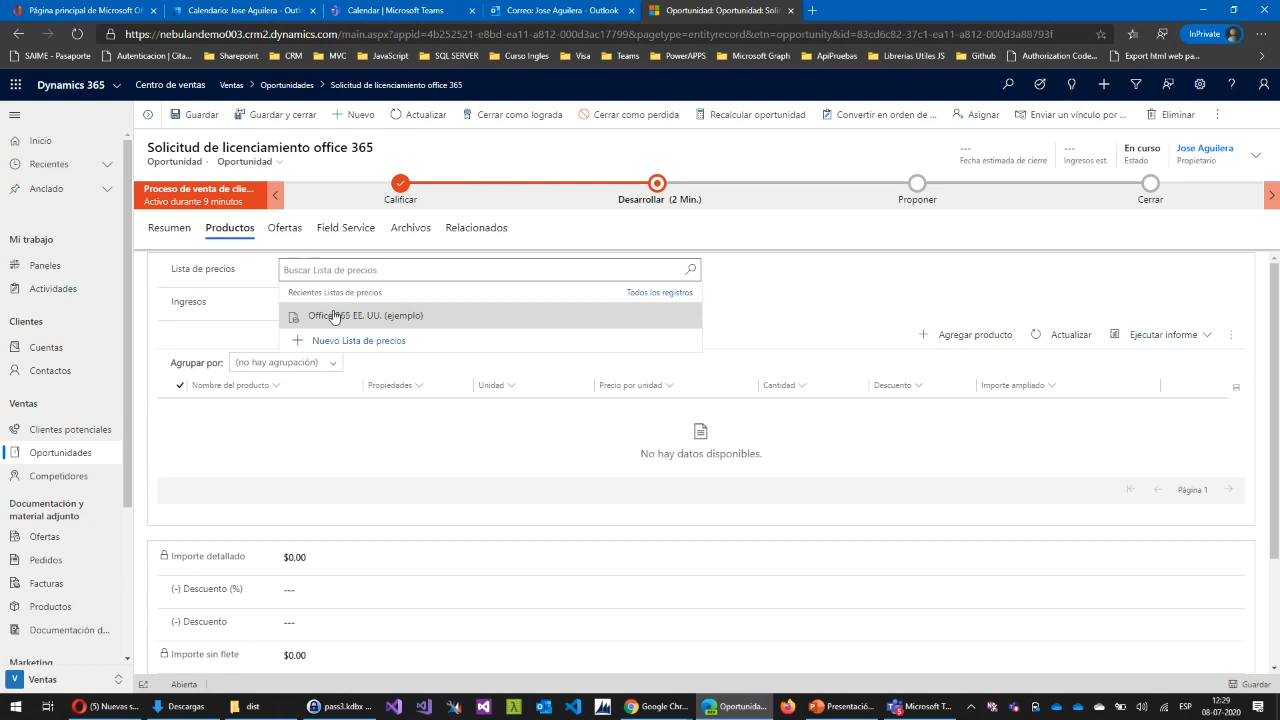 Página principal de Microsoft Of
Calendario: Jose Aguilera - Outlo
Calendar | Microsoft Teams
Correo: Jose Aguilera - Outlook
Oportunidad: Oportunidad: Solic
https://nebulandemo003.crm2.dynamics.com/main.aspx?appid=4b252521-e8bd-ea11-a812-000d3ac17799&pagetype=entityrecord&etn=opportunity&id=83cd6c82-37c1-ea11-a812-000d3a88793f
InPrivate
SAIME - Pasaporte
Autenticacion | Cita...
Sharepoint
CRM
MVC
JavaScript
SQL SERVER
Curso Ingles
Visa
Teams
PowerAPPS
Microsoft Graph
ApiPruebas
Librerias Utiles JS
Github
Authorization Code...
Export html web pa...
Dynamics 365
Centro de ventas
Ventas > Oportunidades > Solicitud de licenciamiento office 365
Guardar
Guardar y cerrar
Nuevo
Actualizar
Cerrar como lograda
Cerrar como perdida
Recalcular oportunidad
Convertir en orden de ...
Asignar
Enviar un vínculo por ...
Eliminar
Inicio
Recientes
Anclado
Mi trabajo
Paneles
Actividades
Clientes
Cuentas
Contactos
Ventas
Clientes potenciales
Oportunidades
Competidores
Documentación y
material adjunto
Ofertas
Pedidos
Facturas
Productos
Documentación d...
Marketing
V Ventas
Solicitud de licenciamiento office 365
Oportunidad · Oportunidad
---
Fecha estimada de cierre
---
Ingresos est.
En curso
Estado
Jose Aguilera
Propietario
Proceso de venta de clie...
Activo durante 9 minutos
Calificar
Desarrollar (2 Min.)
Proponer
Cerrar
Resumen
Productos
Ofertas
Field Service
Archivos
Relacionados
Lista de precios
Buscar Lista de precios
Recientes Listas de precios
Todos los registros
Ingresos
Office 365 EE. UU. (ejemplo)
Nuevo Lista de precios
Agregar producto
Actualizar
Ejecutar informe
Agrupar por: (no hay agrupación)
Nombre del producto
Propiedades
Unidad
Precio por unidad
Cantidad
Descuento
Importe ampliado
No hay datos disponibles.
Página 1
Importe detallado $0.00
(-) Descuento (%) ---
(-) Descuento ---
Importe sin flete $0.00
Abierta
Guardar
(5) Nuevas s...
Descargas
dist
pass3.kdbx ...
Google Chr...
Oportunida...
Presentació...
Microsoft T...
ESP
12:29
08-07-2020